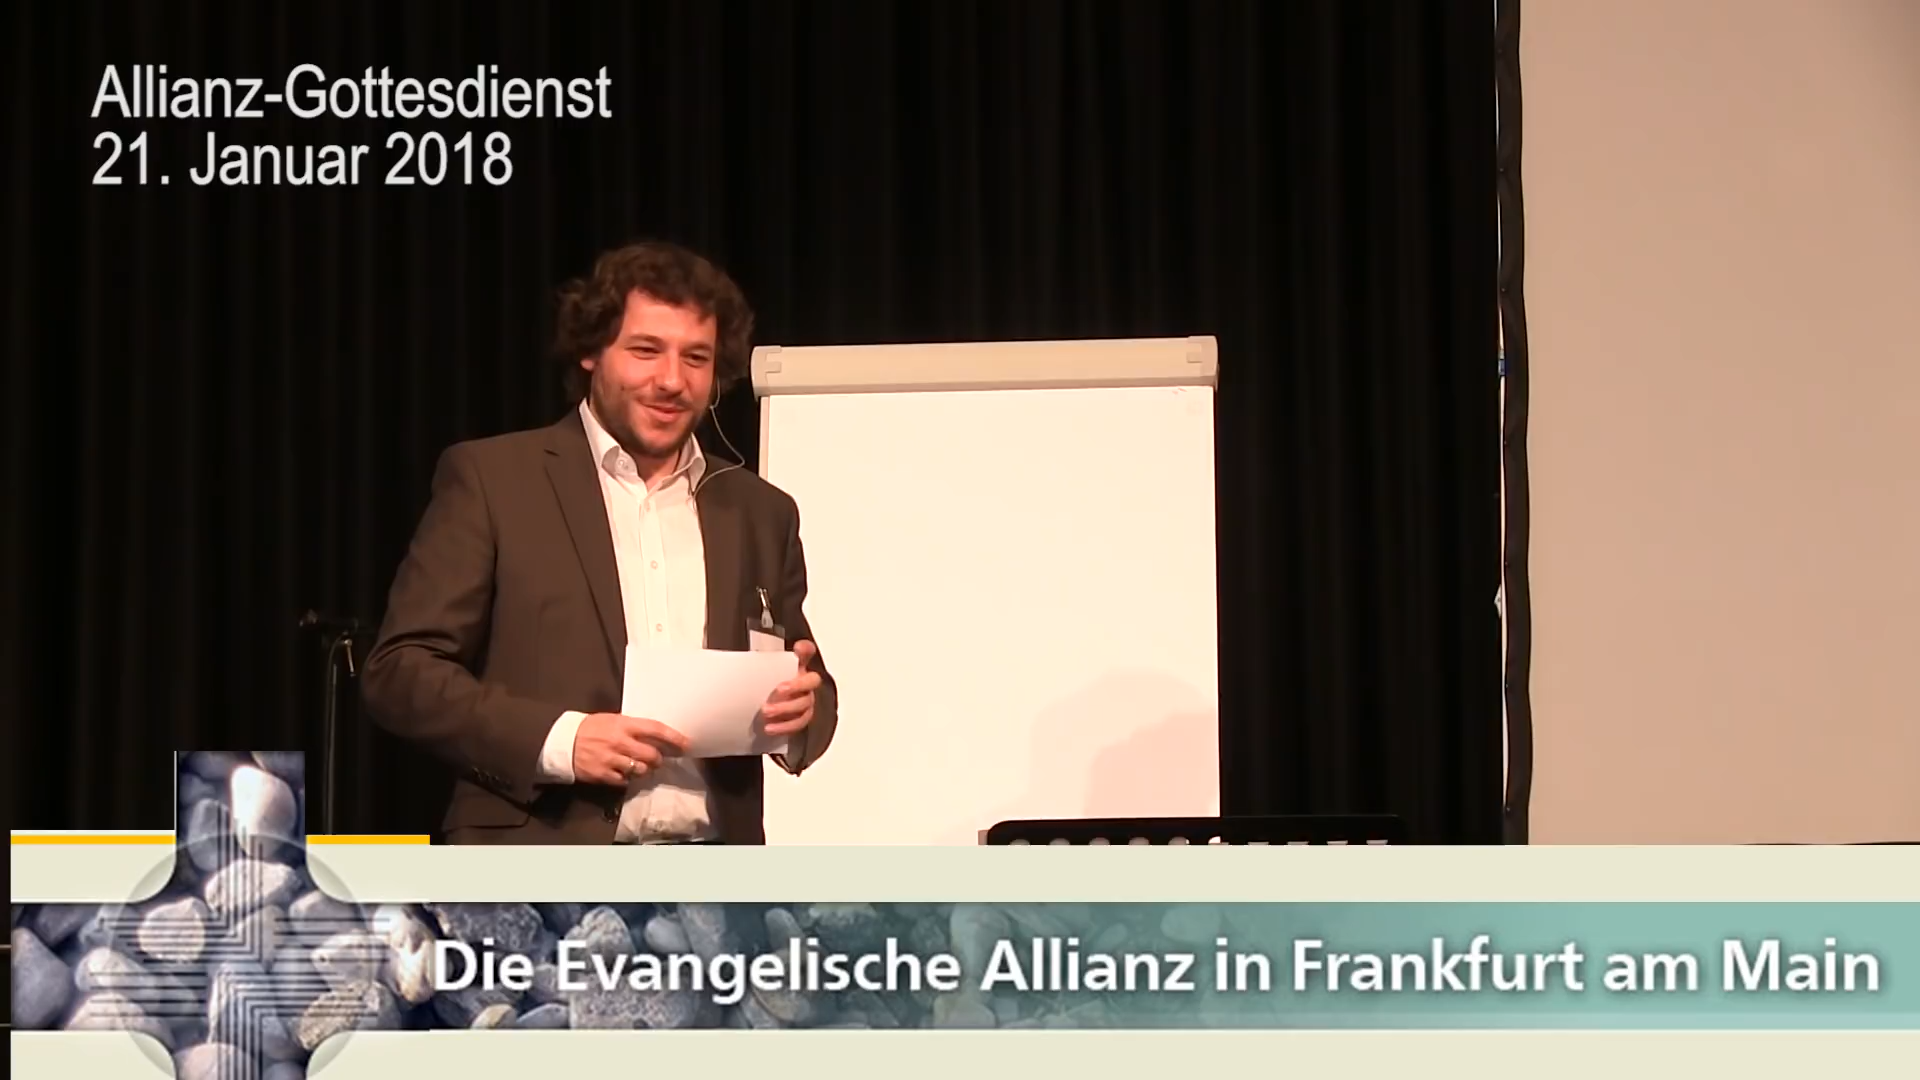 Allianz-Gottesdienst
21. Januar 2018
Die Evangelische Allianz in Frankfurt am Main